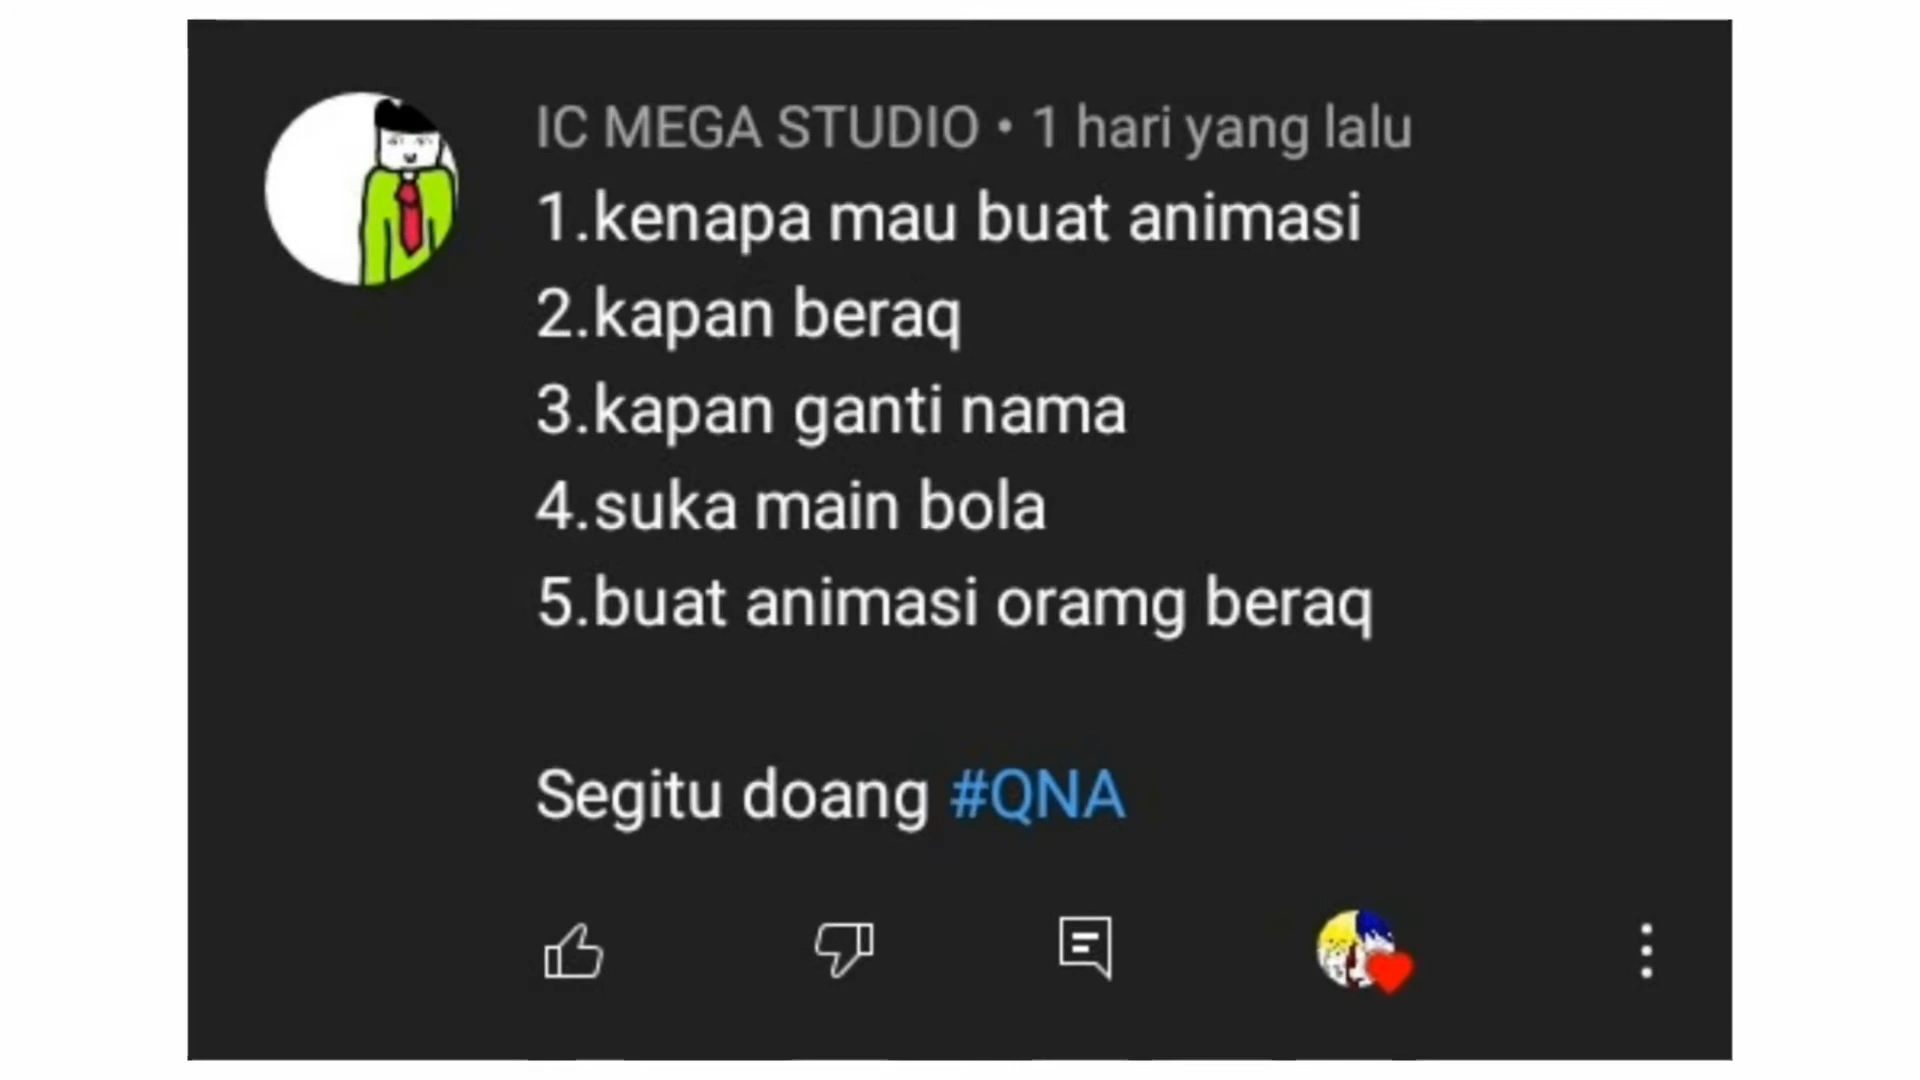 IC MEGA STUDIO • 1 hari yang lalu
1.kenapa mau buat animasi
2.kapan beraq
3.kapan ganti nama
4.suka main bola
5.buat animasi oramg beraq
Segitu doang #QNA